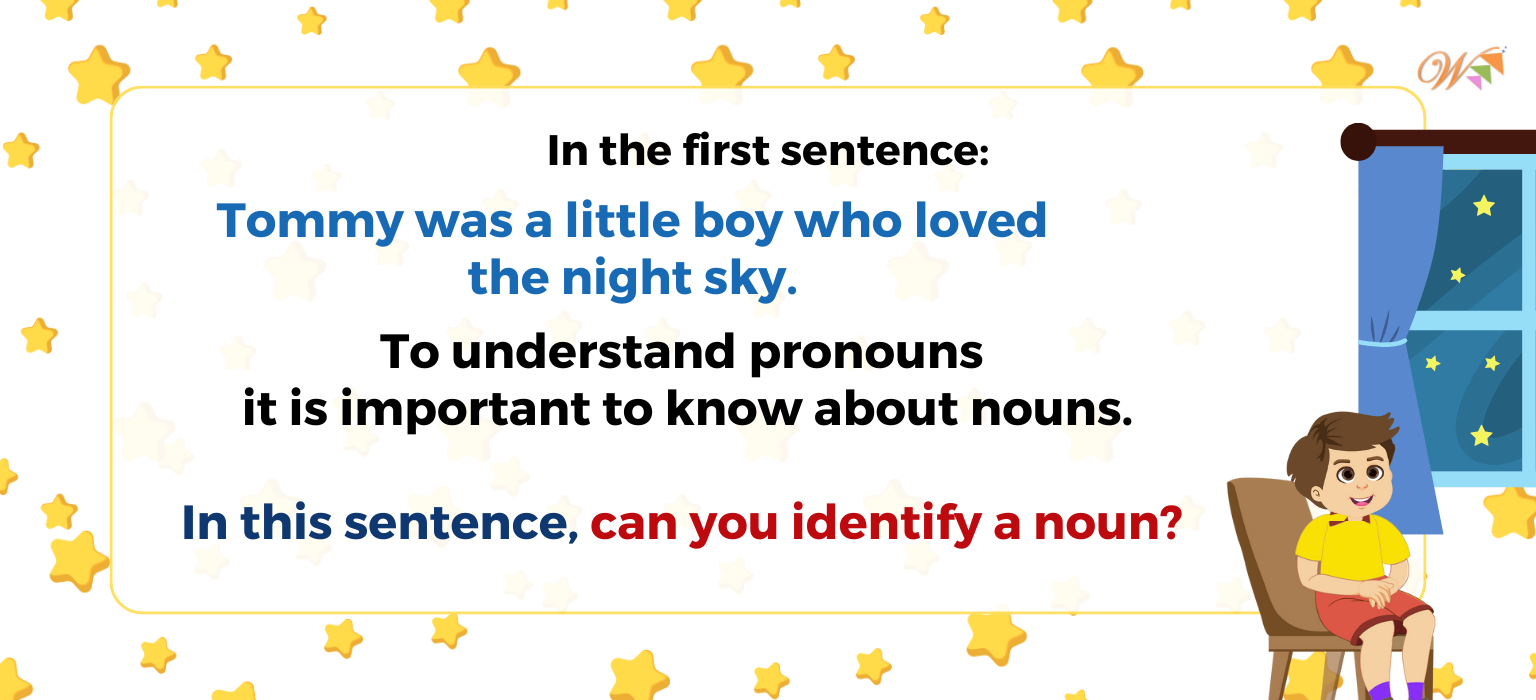 In the first sentence:
Tommy was a little boy who loved
the night sky.
To understand pronouns
it is important to know about nouns.
In this sentence, can you identify a noun?
W